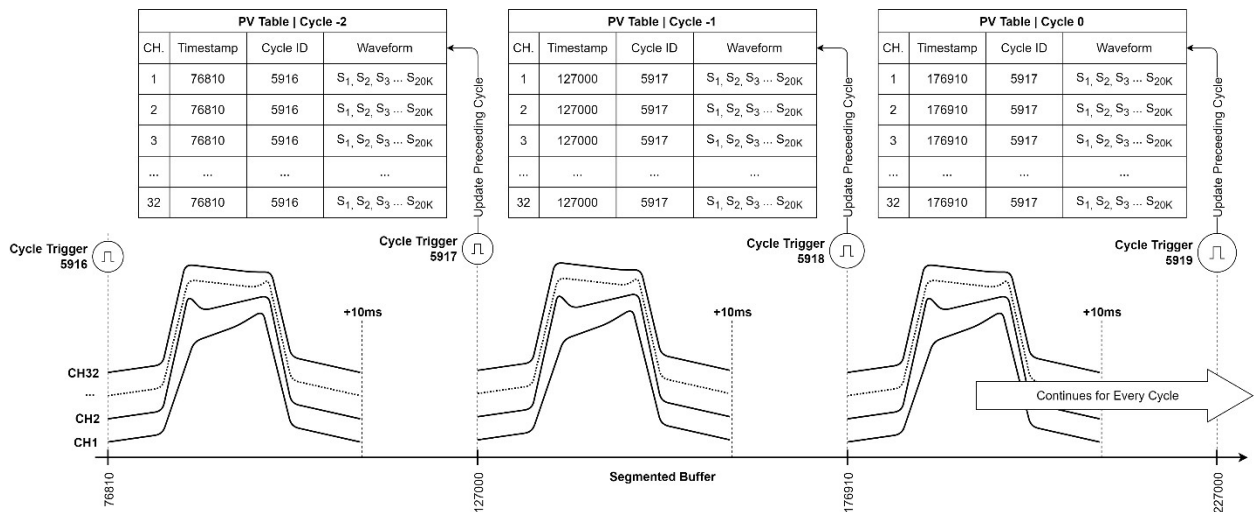 PV Table | Cycle -2
CH. Timestamp Cycle ID Waveform
1 76810 5916 S1, S2, S3 ... S20K
2 76810 5916 S1, S2, S3 ... S20K
3 76810 5916 S1, S2, S3 ... S20K
... ... ... ...
32 76810 5916 S1, S2, S3 ... S20K
Update Preceeding Cycle
PV Table | Cycle -1
CH. Timestamp Cycle ID Waveform
1 127000 5917 S1, S2, S3 ... S20K
2 127000 5917 S1, S2, S3 ... S20K
3 127000 5917 S1, S2, S3 ... S20K
... ... ... ...
32 127000 5917 S1, S2, S3 ... S20K
Update Preceeding Cycle
PV Table | Cycle 0
CH. Timestamp Cycle ID Waveform
1 176910 5917 S1, S2, S3 ... S20K
2 176910 5917 S1, S2, S3 ... S20K
3 176910 5917 S1, S2, S3 ... S20K
... ... ... ...
32 176910 5917 S1, S2, S3 ... S20K
Update Preceeding Cycle
Cycle Trigger
5916
Cycle Trigger
5917
Cycle Trigger
5918
Cycle Trigger
5919
+10ms
+10ms
+10ms
CH32
...
CH2
CH1
Continues for Every Cycle
Segmented Buffer
76810
127000
176910
227000